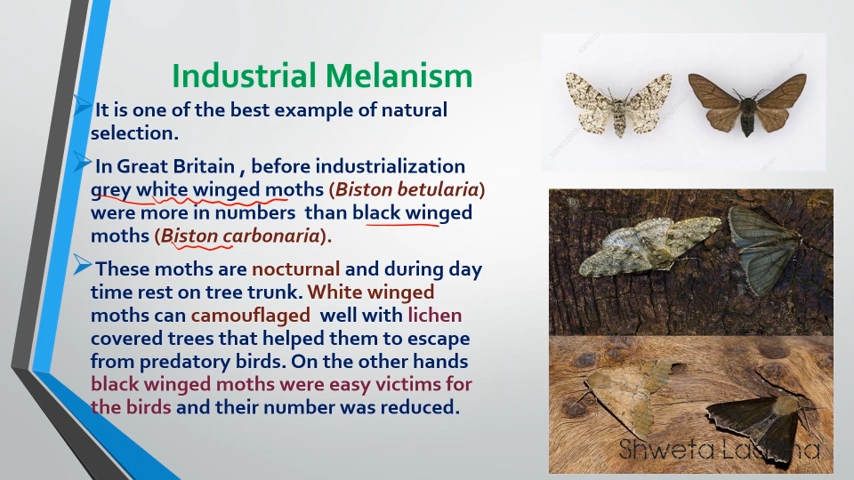 Industrial Melanism
It is one of the best example of natural
selection.
In Great Britain , before industrialization
grey white winged moths (Biston betularia)
were more in numbers than black winged
moths (Biston carbonaria).
These moths are nocturnal and during day
time rest on tree trunk. White winged
moths can camouflaged well with lichen
covered trees that helped them to escape
from predatory birds. On the other hands
black winged moths were easy victims for
the birds and their number was reduced.
Shweta